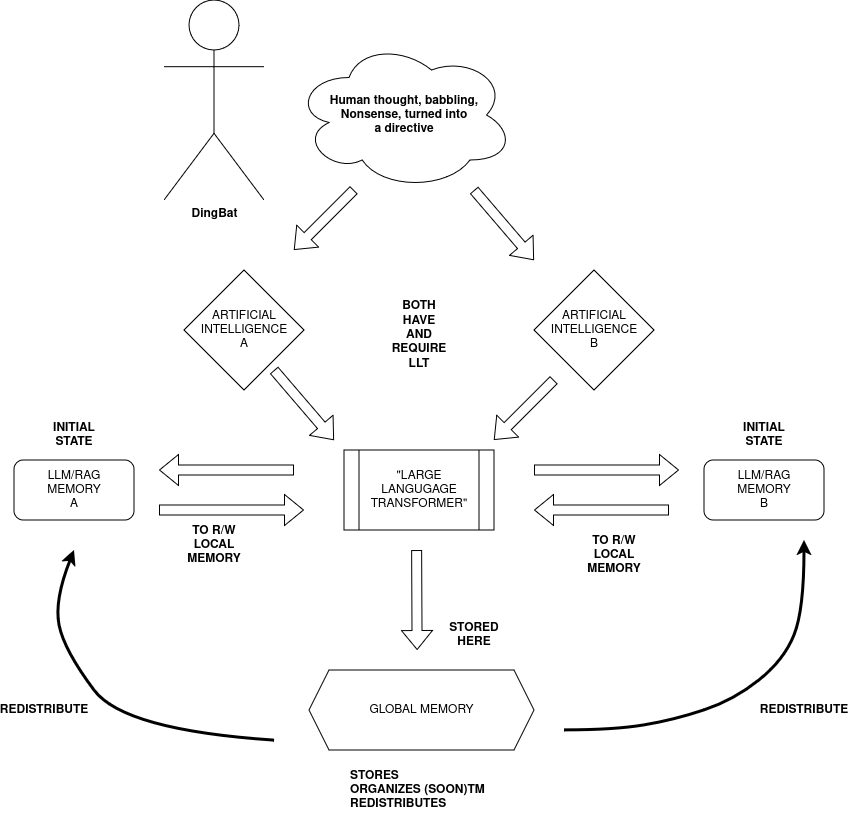 Human thought, babbling,
Nonsense, turned into
a directive
DingBat
ARTIFICIAL
INTELLIGENCE
A
BOTH
HAVE
AND
REQUIRE
LLT
ARTIFICIAL
INTELLIGENCE
B
INITIAL
STATE
LLM/RAG
MEMORY
A
"LARGE
LANGUGAGE
TRANSFORMER"
INITIAL
STATE
LLM/RAG
MEMORY
B
TO R/W
LOCAL
MEMORY
TO R/W
LOCAL
MEMORY
STORED
HERE
REDISTRIBUTE
GLOBAL MEMORY
REDISTRIBUTE
STORES
ORGANIZES (SOON)TM
REDISTRIBUTES